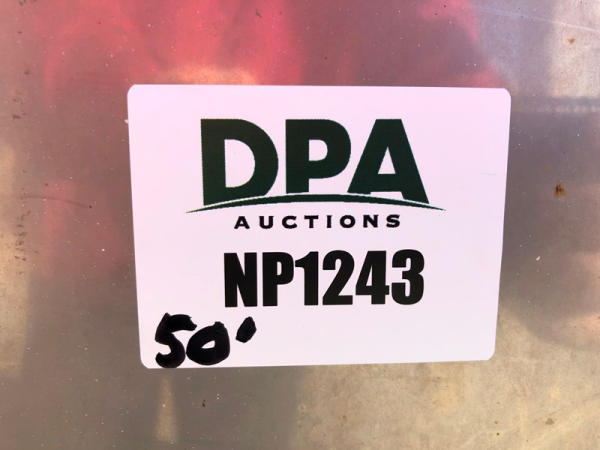 DPA
AUCTIONS
NP1243
50'